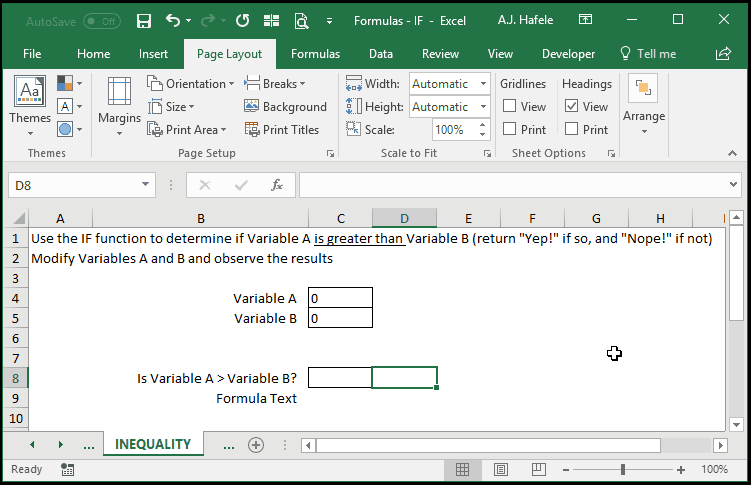 AutoSave Off Formulas - IF - Excel A.J. Hafele
File Home Insert Page Layout Formulas Data Review View Developer Tell me
Aa Themes A Margins Orientation Breaks Width: Automatic Gridlines Headings Arrange
Size Background Height: Automatic View View
Print Area Print Titles Scale: 100% Print Print
Themes Page Setup Scale to Fit Sheet Options
D8 fx
A B C D E F G H I
1 Use the IF function to determine if Variable A is greater than Variable B (return "Yep!" if so, and "Nope!" if not)
2 Modify Variables A and B and observe the results
3
4 Variable A 0
5 Variable B 0
6
7
8 Is Variable A > Variable B?
9 Formula Text
10
... INEQUALITY ...
Ready 100%